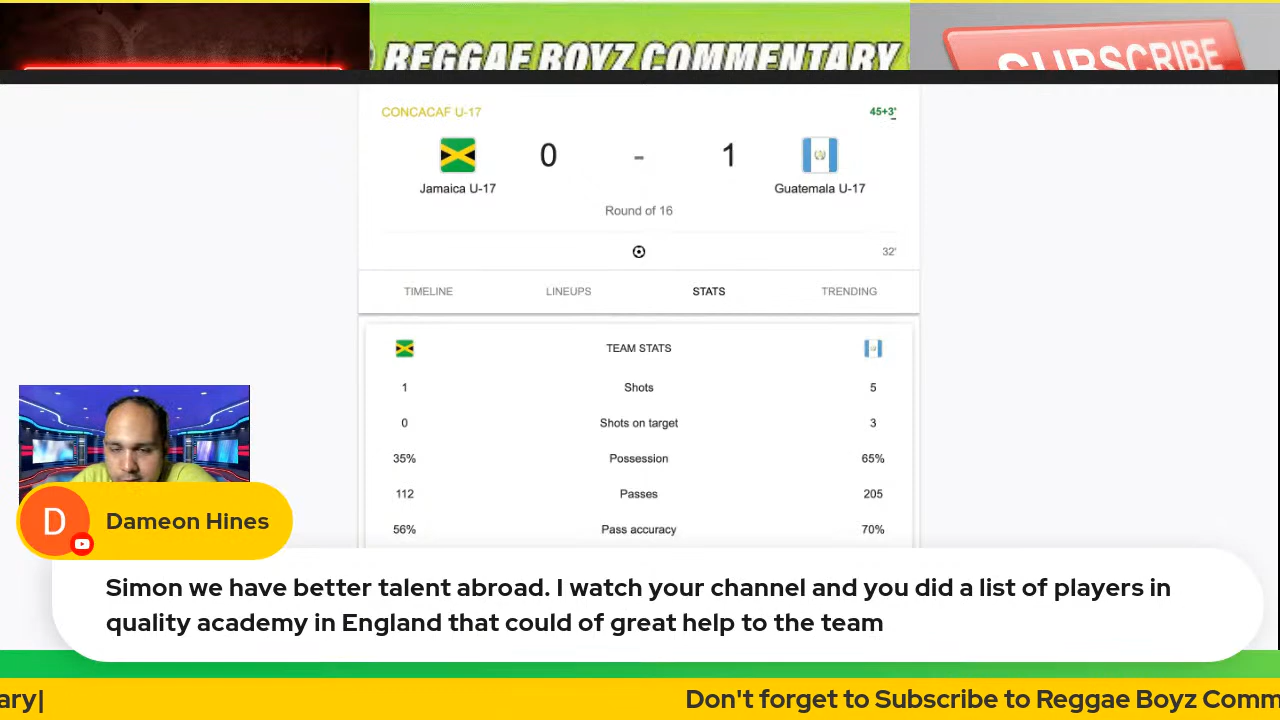 REGGAE BOYZ COMMENTARY
SUBSCRIBE
CONCACAF U-17
45+3'
0 - 1
Jamaica U-17
Guatemala U-17
Round of 16
32'
TIMELINE LINEUPS STATS TRENDING
TEAM STATS
1 Shots 5
0 Shots on target 3
35% Possession 65%
112 Passes 205
56% Pass accuracy 70%
D Dameon Hines
Simon we have better talent abroad. I watch your channel and you did a list of players in
quality academy in England that could of great help to the team
ary| Don't forget to Subscribe to Reggae Boyz Comm